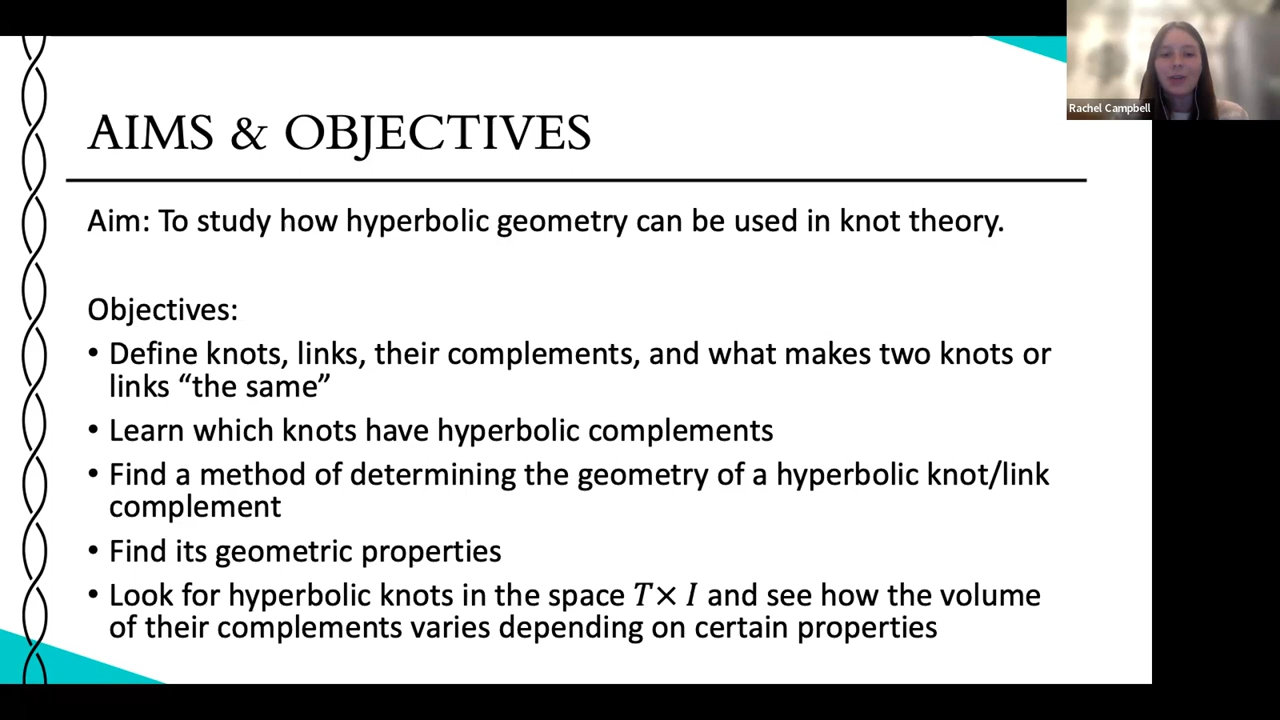 Rachel Campbell
AIMS & OBJECTIVES
Aim: To study how hyperbolic geometry can be used in knot theory.
Objectives:
• Define knots, links, their complements, and what makes two knots or
links “the same”
• Learn which knots have hyperbolic complements
• Find a method of determining the geometry of a hyperbolic knot/link
complement
• Find its geometric properties
• Look for hyperbolic knots in the space 𝑇× 𝐼 and see how the volume
of their complements varies depending on certain properties